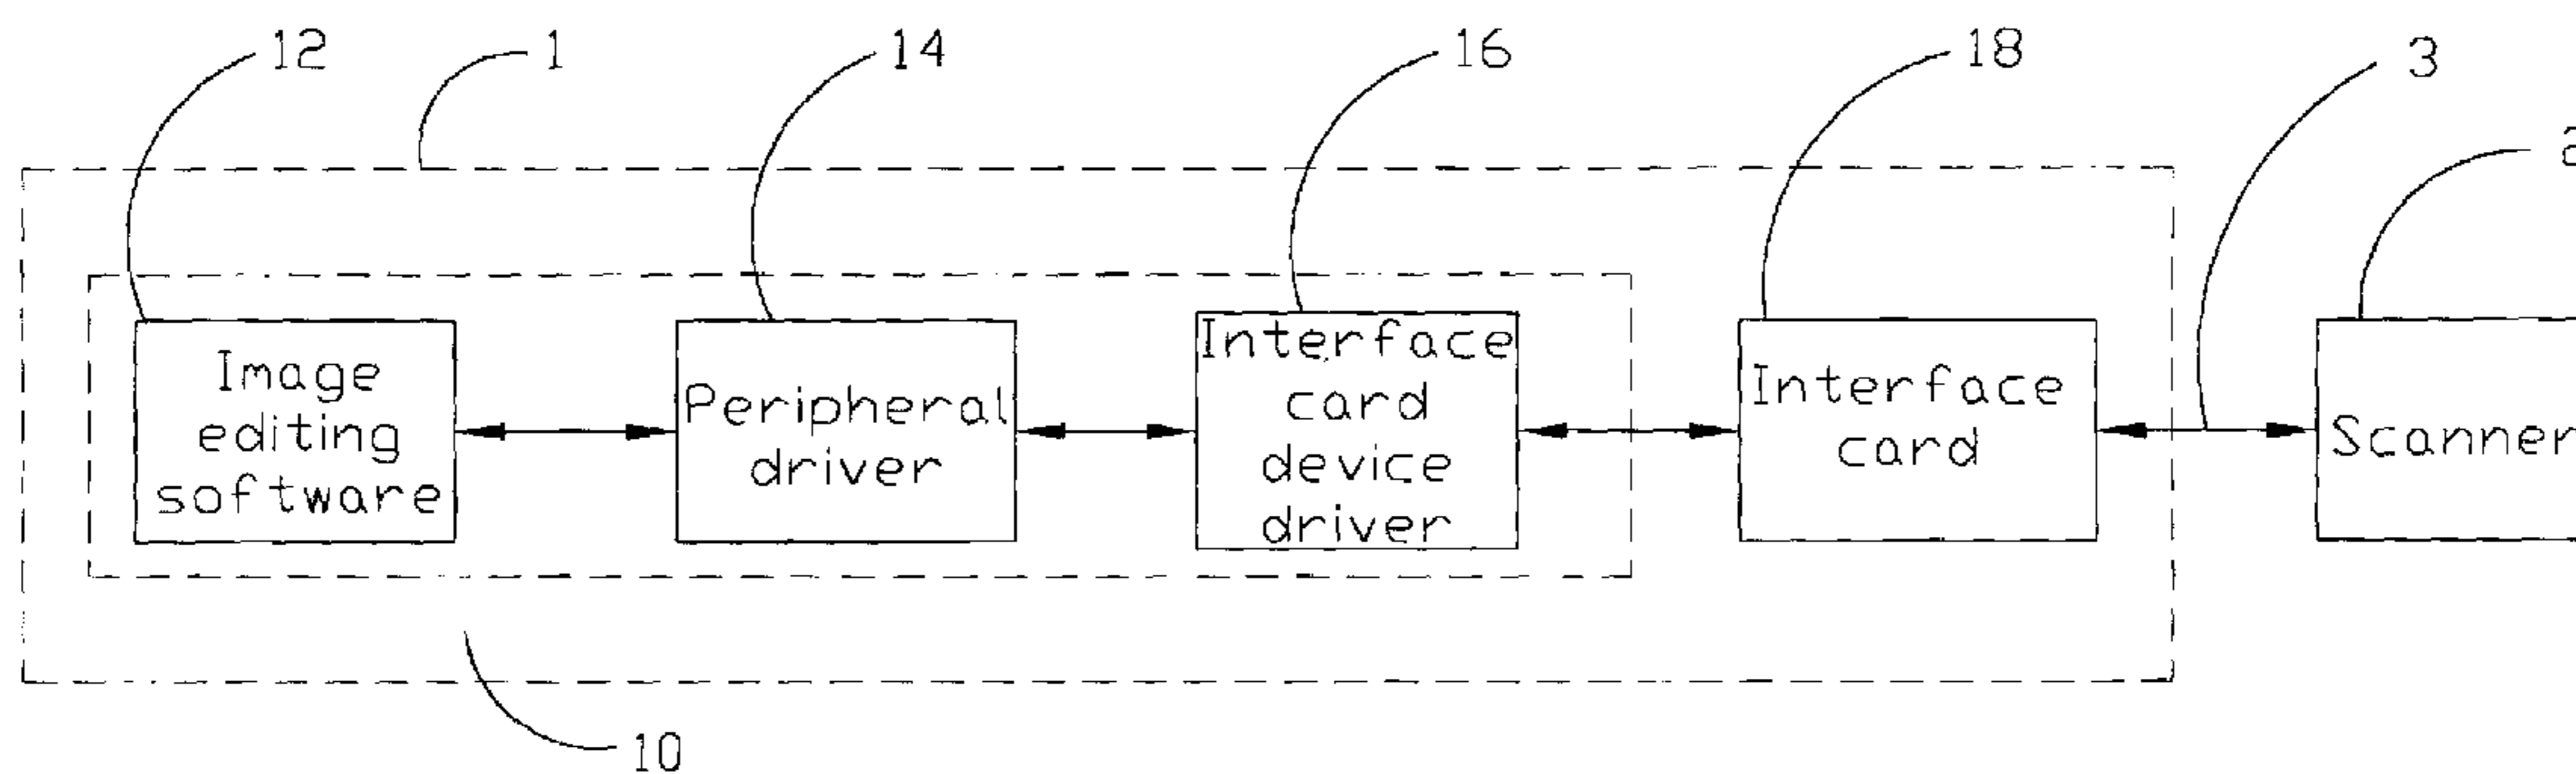 12
1
14
16
18
3
Image
editing
software
Peripheral
driver
Interface
card
device
driver
Interface
card
Scanner
10